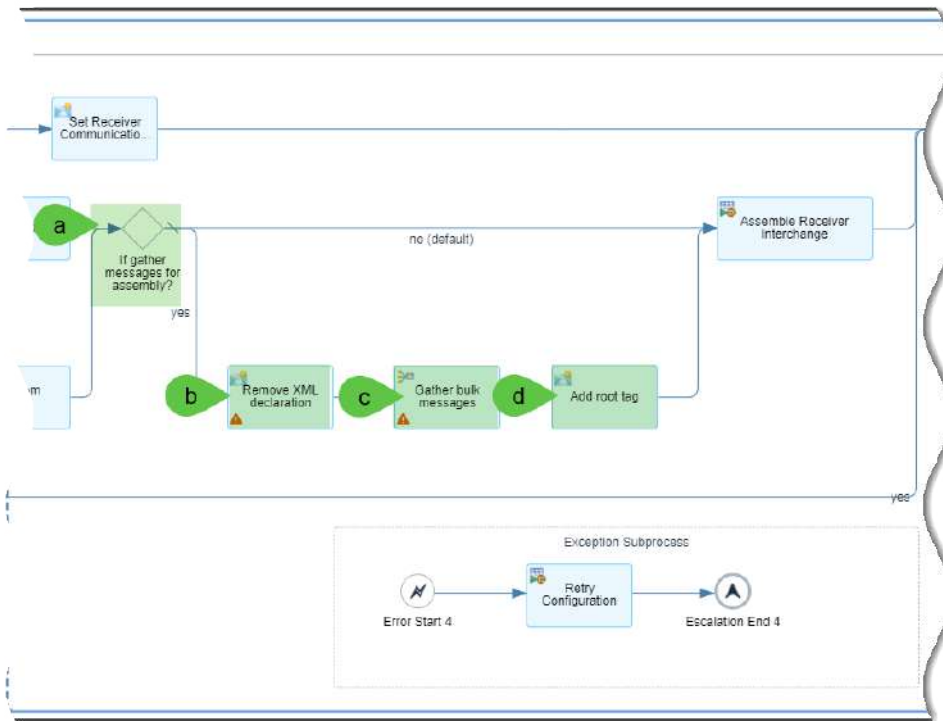 Set Receiver
Communicatio...
a
If gather
messages for
assembly?
no (default)
Assemble Receiver
Interchange
yes
om
b
Remove XML
declaration
c
Gather bulk
messages
d
Add root tag
yes
Exception Subprocess
Retry
Configuration
Error Start 4
Escalation End 4